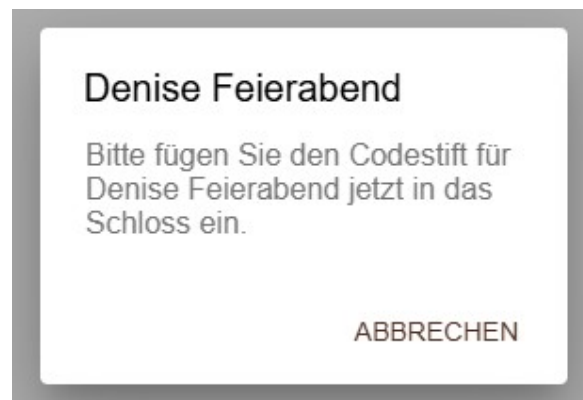 Denise Feierabend
Bitte fügen Sie den Codestift für
Denise Feierabend jetzt in das
Schloss ein.
ABBRECHEN